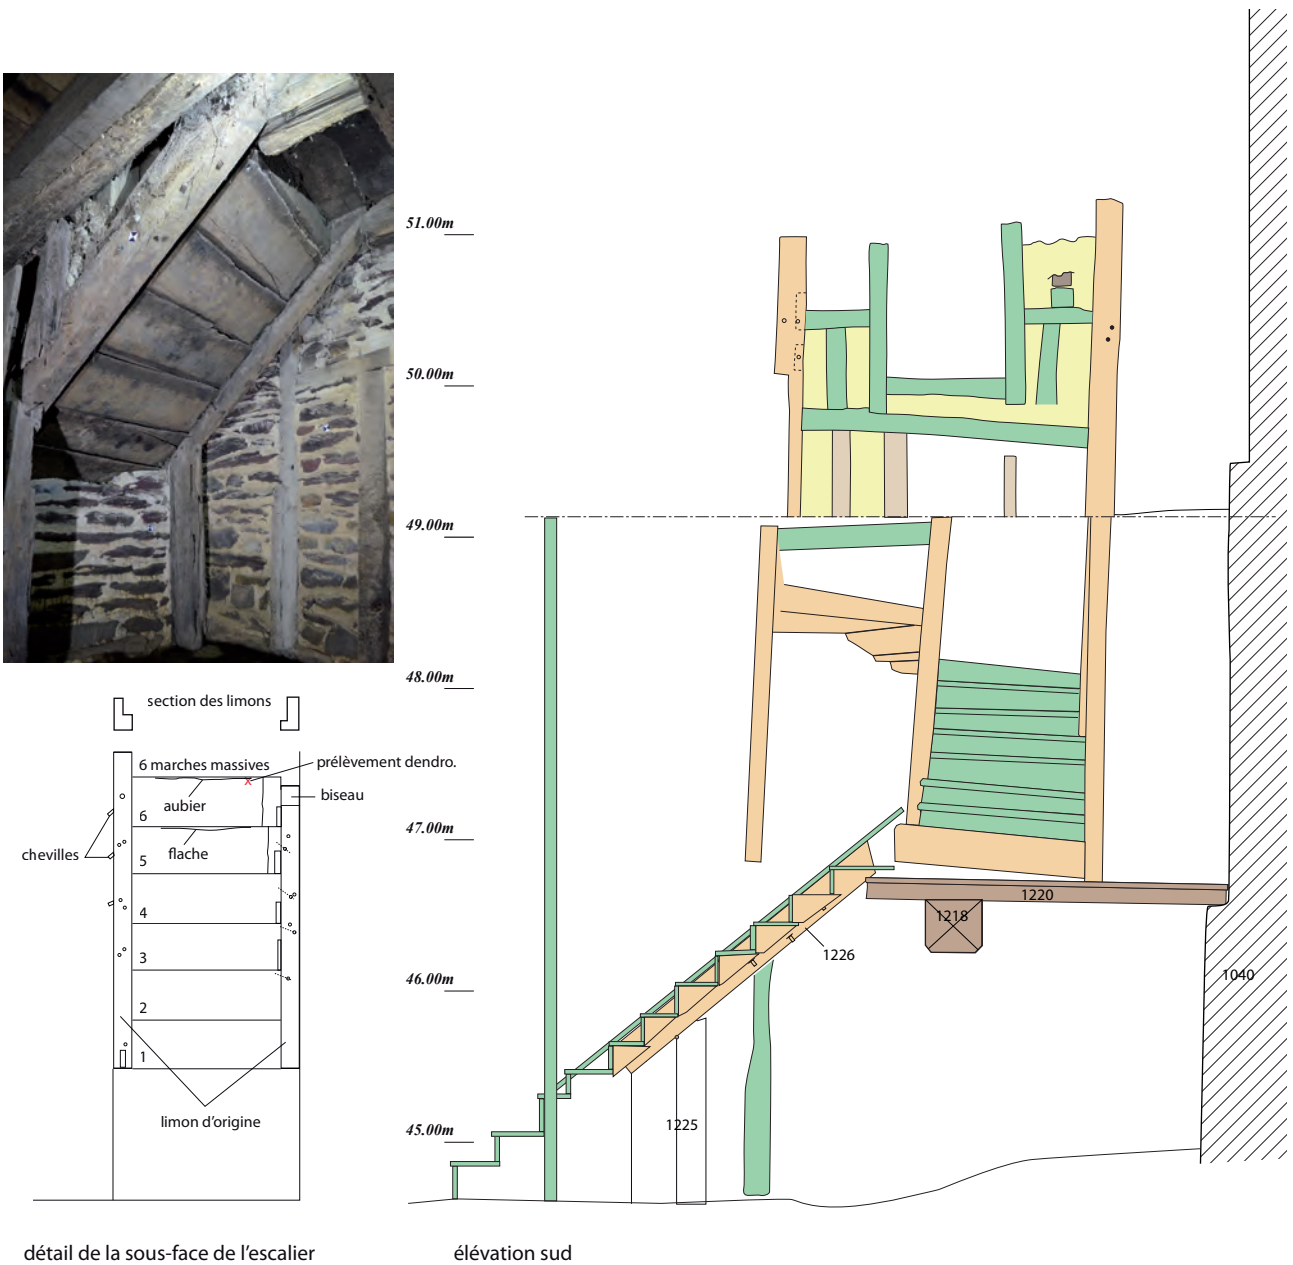 51.00m
50.00m
49.00m
48.00m
47.00m
46.00m
45.00m
section des limons
6 marches massives
prélèvement dendro.
x
aubier
biseau
6
chevilles
flache
5
4
3
2
1
limon d'origine
1220
1218
1226
1040
1225
détail de la sous-face de l'escalier
élévation sud